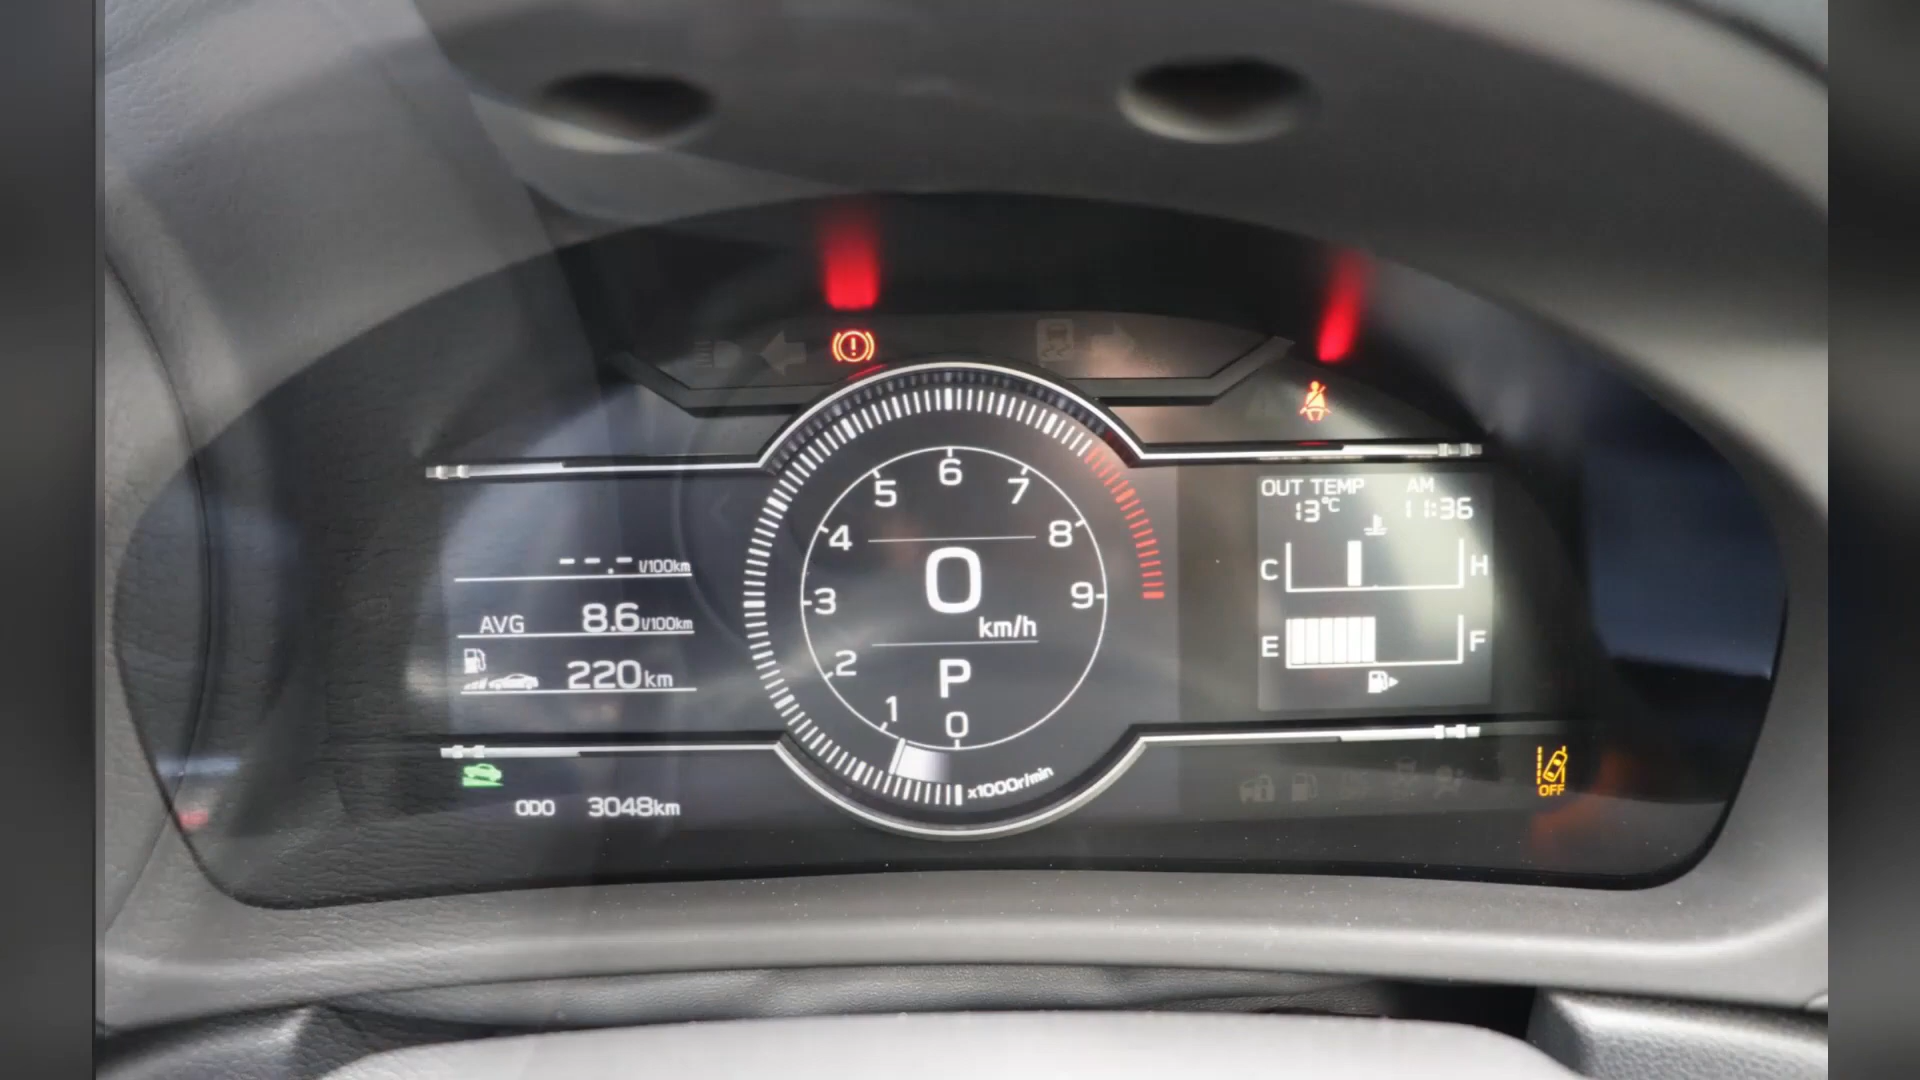 OUT TEMP AM
13°C 11:36
C H
E F
--.- l/100km
AVG 8.6 l/100km
220 km
0 1 2 3 4 5 6 7 8 9
0
km/h
P
x1000r/min
ODO 3048km
OFF